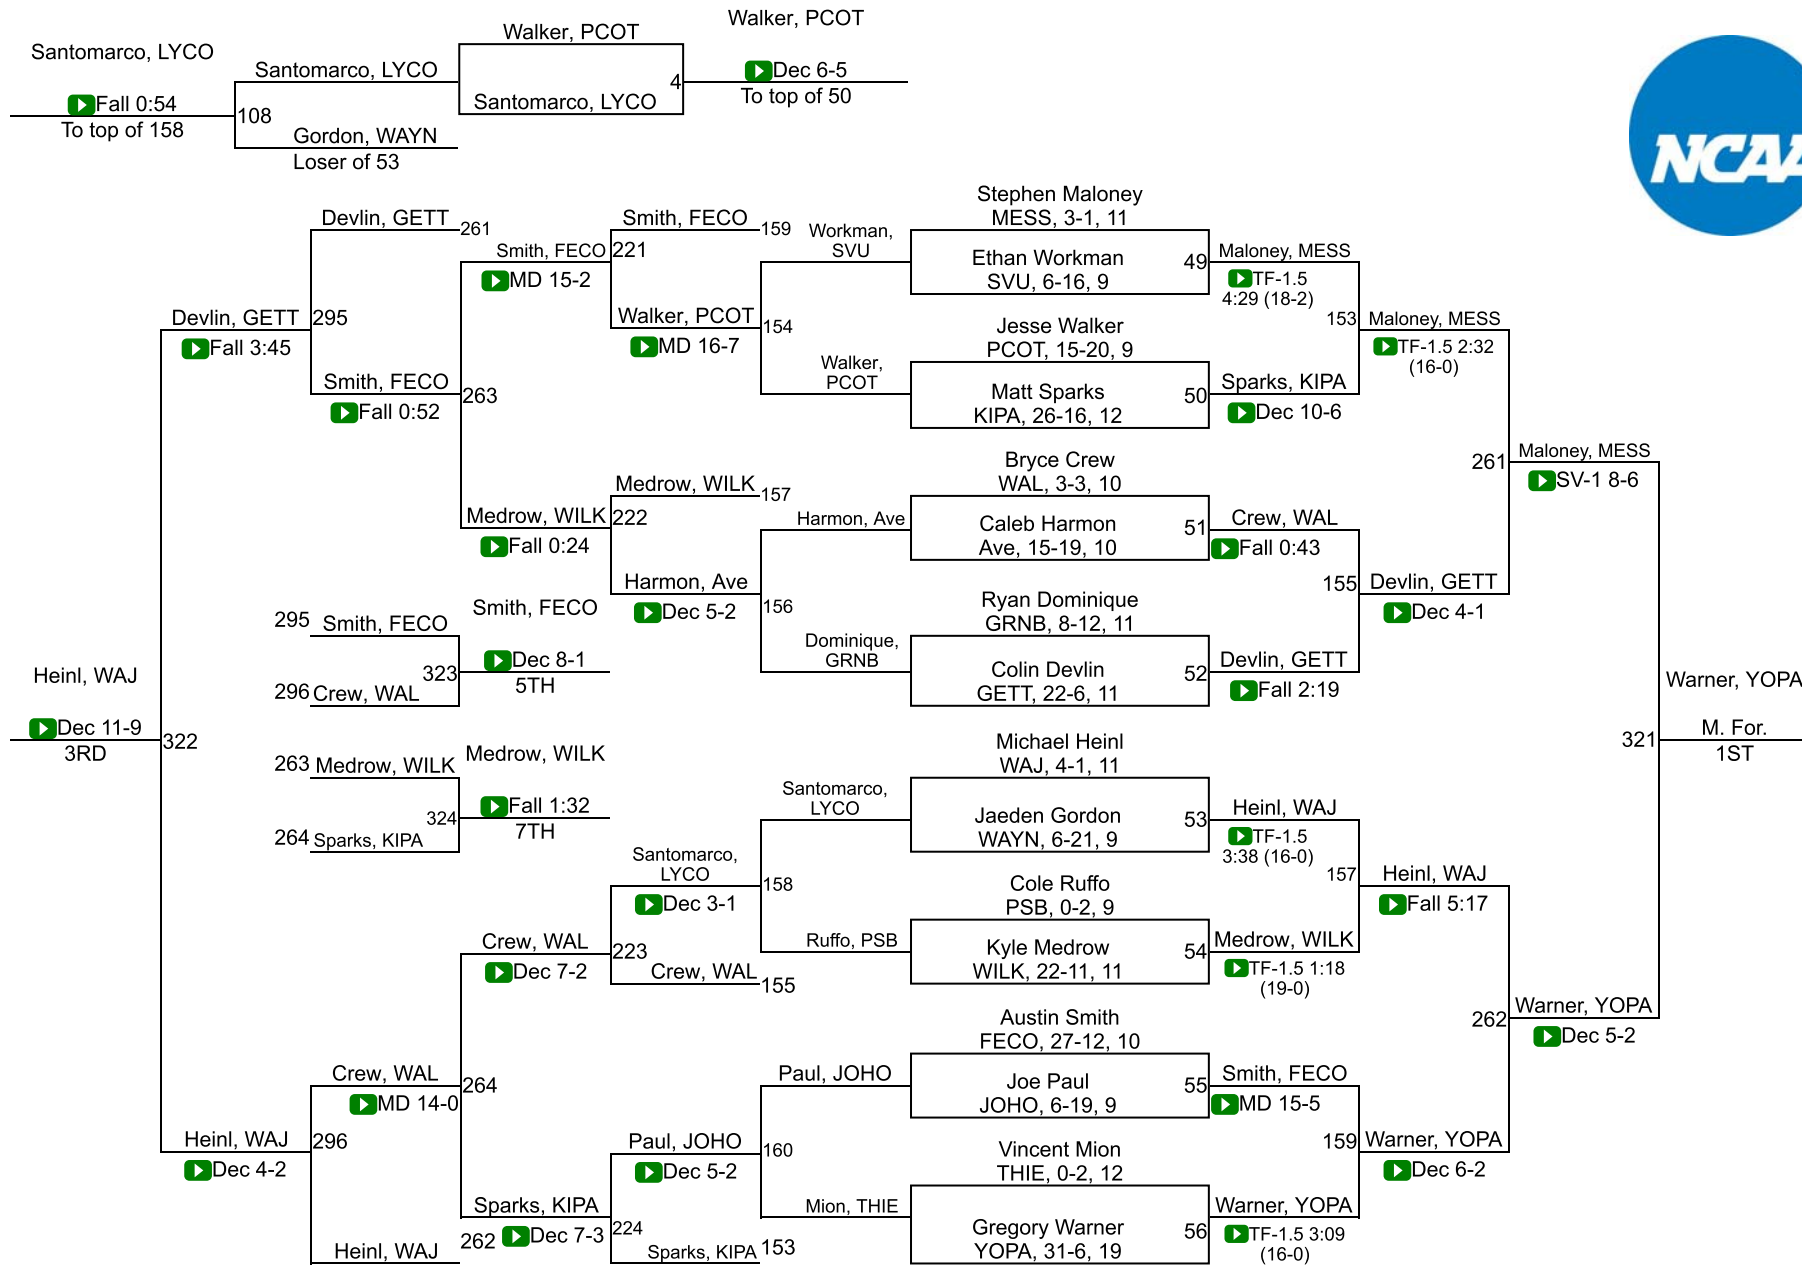 Walker, PCOT
Walker, PCOT
Santomarco, LYCO
Santomarco, LYCO
Dec 6-5
4
Santomarco, LYCO
To top of 50
Fall 0:54
108
To top of 158
Gordon, WAYN
Loser of 53
NCAA
Stephen Maloney
MESS, 3-1, 11
Devlin, GETT
261
Smith, FECO
159
Workman,
SVU
Smith, FECO
221
Ethan Workman
SVU, 6-16, 9
49
Maloney, MESS
MD 15-2
TF-1.5
4:29 (18-2)
Devlin, GETT
295
Walker, PCOT
154
Jesse Walker
PCOT, 15-20, 9
153
Maloney, MESS
Fall 3:45
MD 16-7
TF-1.5 2:32
(16-0)
Walker,
PCOT
Smith, FECO
263
Matt Sparks
KIPA, 26-16, 12
50
Sparks, KIPA
Fall 0:52
Dec 10-6
Bryce Crew
WAL, 3-3, 10
261
Maloney, MESS
SV-1 8-6
Medrow, WILK
157
Medrow, WILK
222
Harmon, Ave
Caleb Harmon
Ave, 15-19, 10
51
Crew, WAL
Fall 0:24
Fall 0:43
Harmon, Ave
156
Ryan Dominique
GRNB, 8-12, 11
155
Devlin, GETT
Dec 5-2
Dec 4-1
295
Smith, FECO
Smith, FECO
Dominique,
GRNB
323
Dec 8-1
5TH
Colin Devlin
GETT, 22-6, 11
52
Devlin, GETT
Fall 2:19
296
Crew, WAL
Heinl, WAJ
Warner, YOPA
Dec 11-9
322
3RD
321
M. For.
1ST
Michael Heinl
WAJ, 4-1, 11
263
Medrow, WILK
Medrow, WILK
324
Fall 1:32
7TH
Santomarco,
LYCO
Jaeden Gordon
WAYN, 6-21, 9
53
Heinl, WAJ
TF-1.5
3:38 (16-0)
264
Sparks, KIPA
Santomarco,
LYCO
158
Dec 3-1
Cole Ruffo
PSB, 0-2, 9
157
Heinl, WAJ
Fall 5:17
Crew, WAL
223
Ruffo, PSB
Kyle Medrow
WILK, 22-11, 11
54
Medrow, WILK
Dec 7-2
TF-1.5 1:18
(19-0)
Crew, WAL
155
Austin Smith
FECO, 27-12, 10
262
Warner, YOPA
Dec 5-2
Crew, WAL
264
Paul, JOHO
Joe Paul
JOHO, 6-19, 9
55
Smith, FECO
MD 14-0
MD 15-5
Heinl, WAJ
296
Paul, JOHO
160
Vincent Mion
THIE, 0-2, 12
159
Warner, YOPA
Dec 4-2
Dec 5-2
Dec 6-2
Sparks, KIPA
224
Mion, THIE
Gregory Warner
YOPA, 31-6, 19
56
Warner, YOPA
Dec 7-3
TF-1.5 3:09
(16-0)
Heinl, WAJ
262
Sparks, KIPA
153